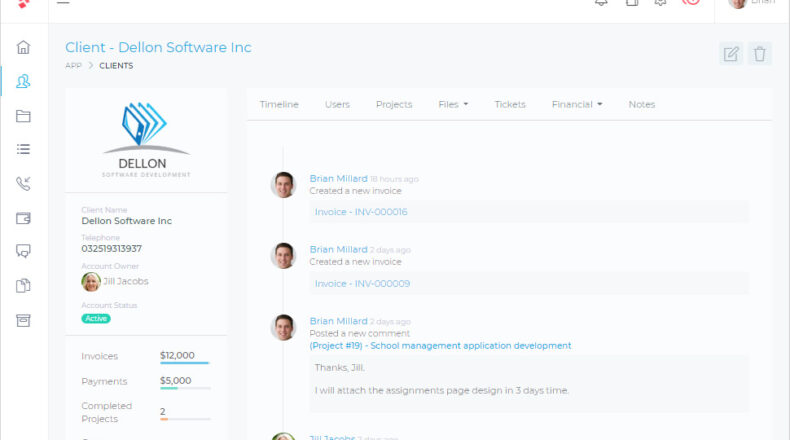 Brian
Client - Dellon Software Inc
APP > CLIENTS
DELLON
SOFTWARE DEVELOPMENT
Client Name
Dellon Software Inc
Telephone
032519313937
Account Owner
Jill Jacobs
Account Status
Active
Invoices $12,000
Payments $5,000
Completed 2
Projects
Timeline Users Projects Files Tickets Financial Notes
Brian Millard 18 hours ago
Created a new invoice
Invoice - INV-000016
Brian Millard 2 days ago
Created a new invoice
Invoice - INV-000009
Brian Millard 2 days ago
Posted a new comment
(Project #19) - School management application development
Thanks, Jill.
I will attach the assignments page design in 3 days time.
Jill Jacobs 2 days ago